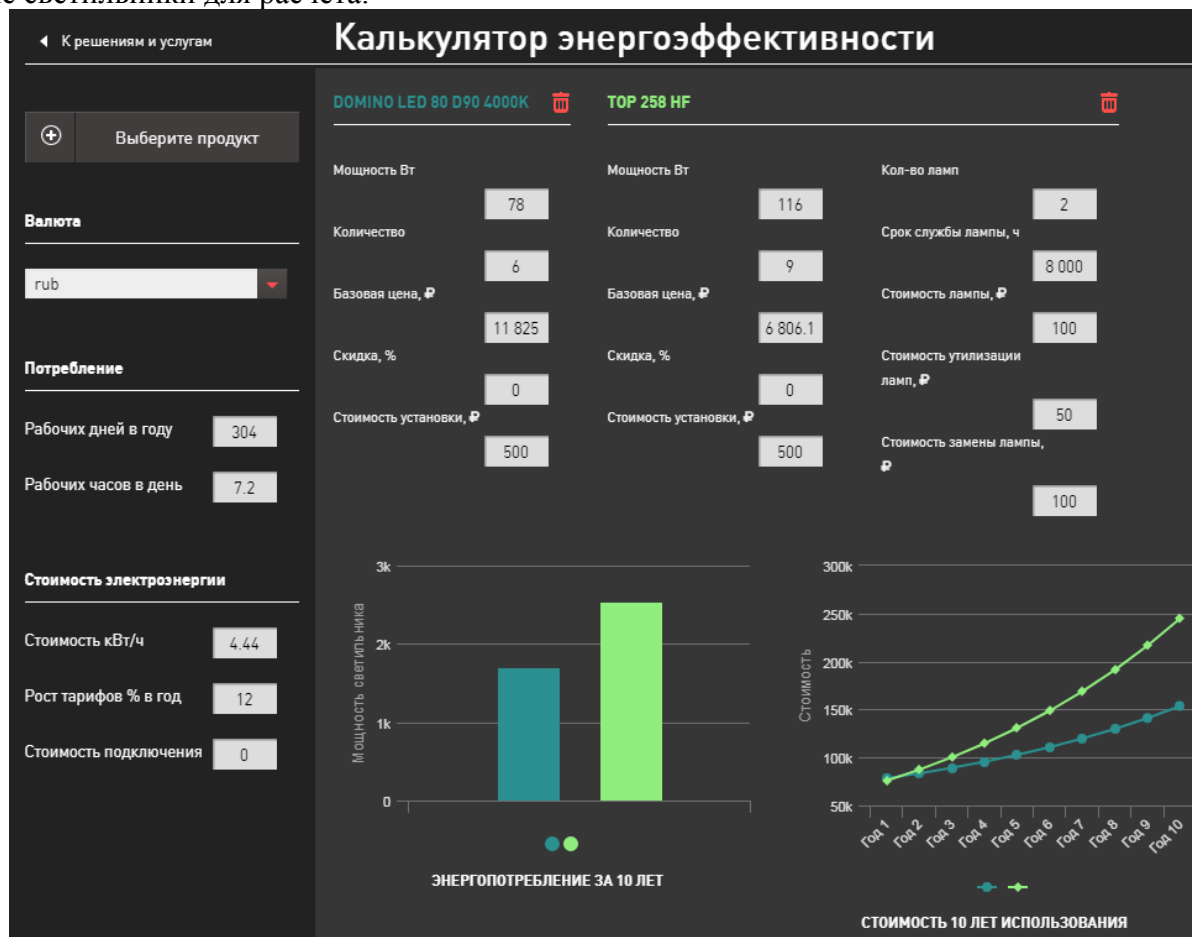 е светильники для расчета.
К решениям и услугам
Калькулятор энергоэффективности
Выберите продукт
Валюта
rub
Потребление
Рабочих дней в году 304
Рабочих часов в день 7.2
Стоимость электроэнергии
Стоимость кВт/ч 4.44
Рост тарифов % в год 12
Стоимость подключения 0
DOMINO LED 80 D90 4000K
Мощность Вт
78
Количество
6
Базовая цена, ₽
11 825
Скидка, %
0
Стоимость установки, ₽
500
TOP 258 HF
Мощность Вт
116
Количество
9
Базовая цена, ₽
6 806.1
Скидка, %
0
Стоимость установки, ₽
500
Кол-во ламп
2
Срок службы лампы, ч
8 000
Стоимость лампы, ₽
100
Стоимость утилизации
ламп, ₽
50
Стоимость замены лампы,
₽
100
Мощность светильника
3k
2k
1k
0
ЭНЕРГОПОТРЕБЛЕНИЕ ЗА 10 ЛЕТ
Стоимость
300k
250k
200k
150k
100k
50k
Год 1
Год 2
Год 3
Год 4
Год 5
Год 6
Год 7
Год 8
Год 9
Год 10
СТОИМОСТЬ 10 ЛЕТ ИСПОЛЬЗОВАНИЯ